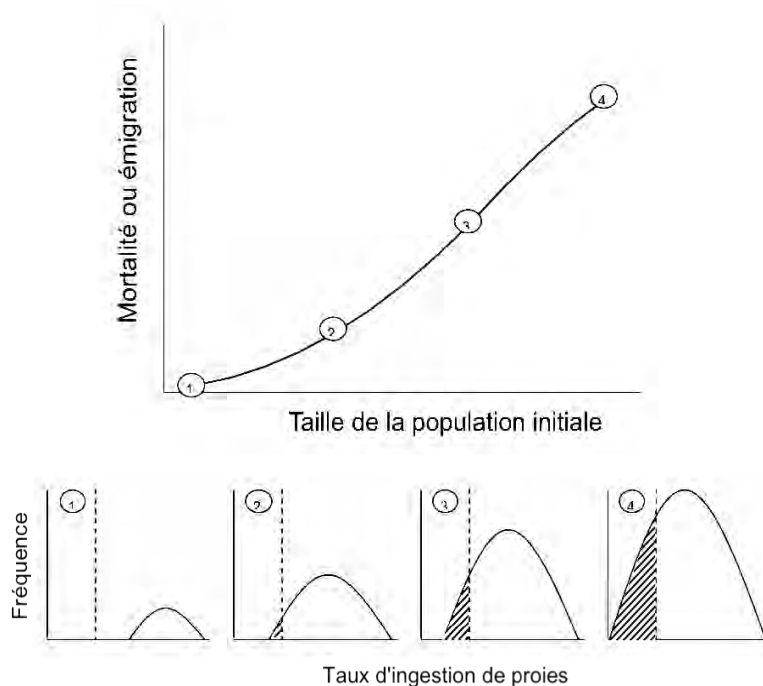 Mortalité ou émigration
4
3
2
1
Taille de la population initiale
1
2
3
4
Fréquence
Taux d'ingestion de proies